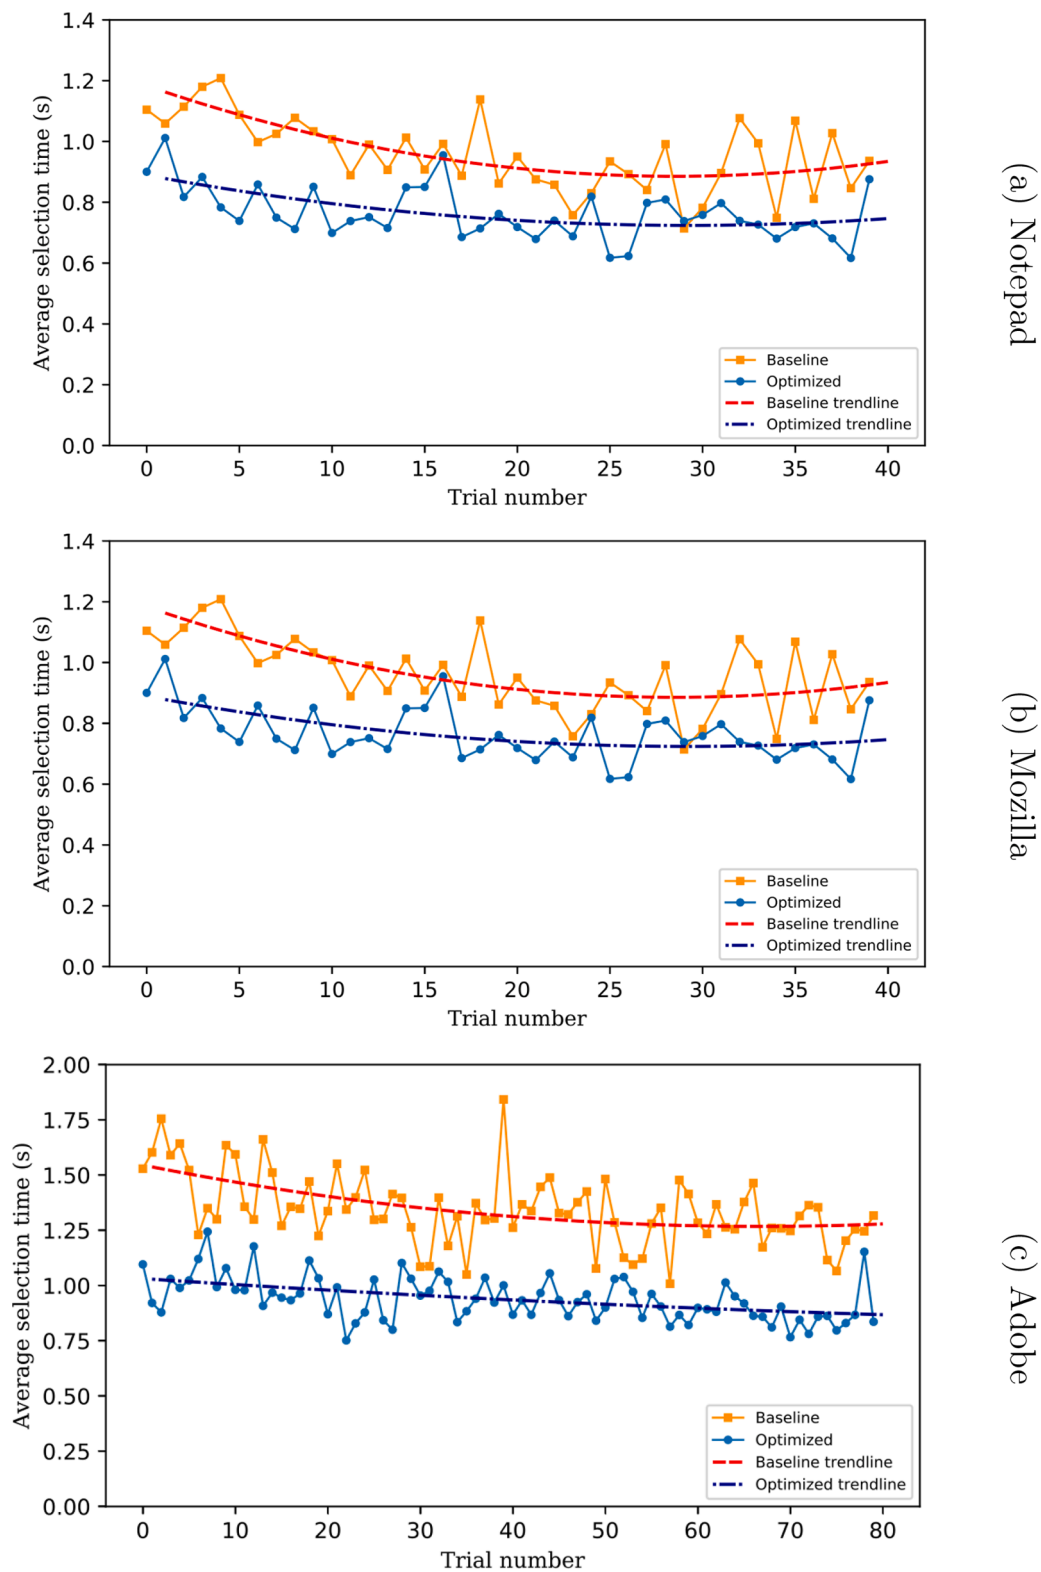 1.4
1.2
1.0
0.8
0.6
0.4
0.2
0.0
Average selection time (s)
0 5 10 15 20 25 30 35 40
Trial number
Baseline
Optimized
Baseline trendline
Optimized trendline
(a) Notepad
1.4
1.2
1.0
0.8
0.6
0.4
0.2
0.0
Average selection time (s)
0 5 10 15 20 25 30 35 40
Trial number
Baseline
Optimized
Baseline trendline
Optimized trendline
(b) Mozilla
2.00
1.75
1.50
1.25
1.00
0.75
0.50
0.25
0.00
Average selection time (s)
0 10 20 30 40 50 60 70 80
Trial number
Baseline
Optimized
Baseline trendline
Optimized trendline
(c) Adobe